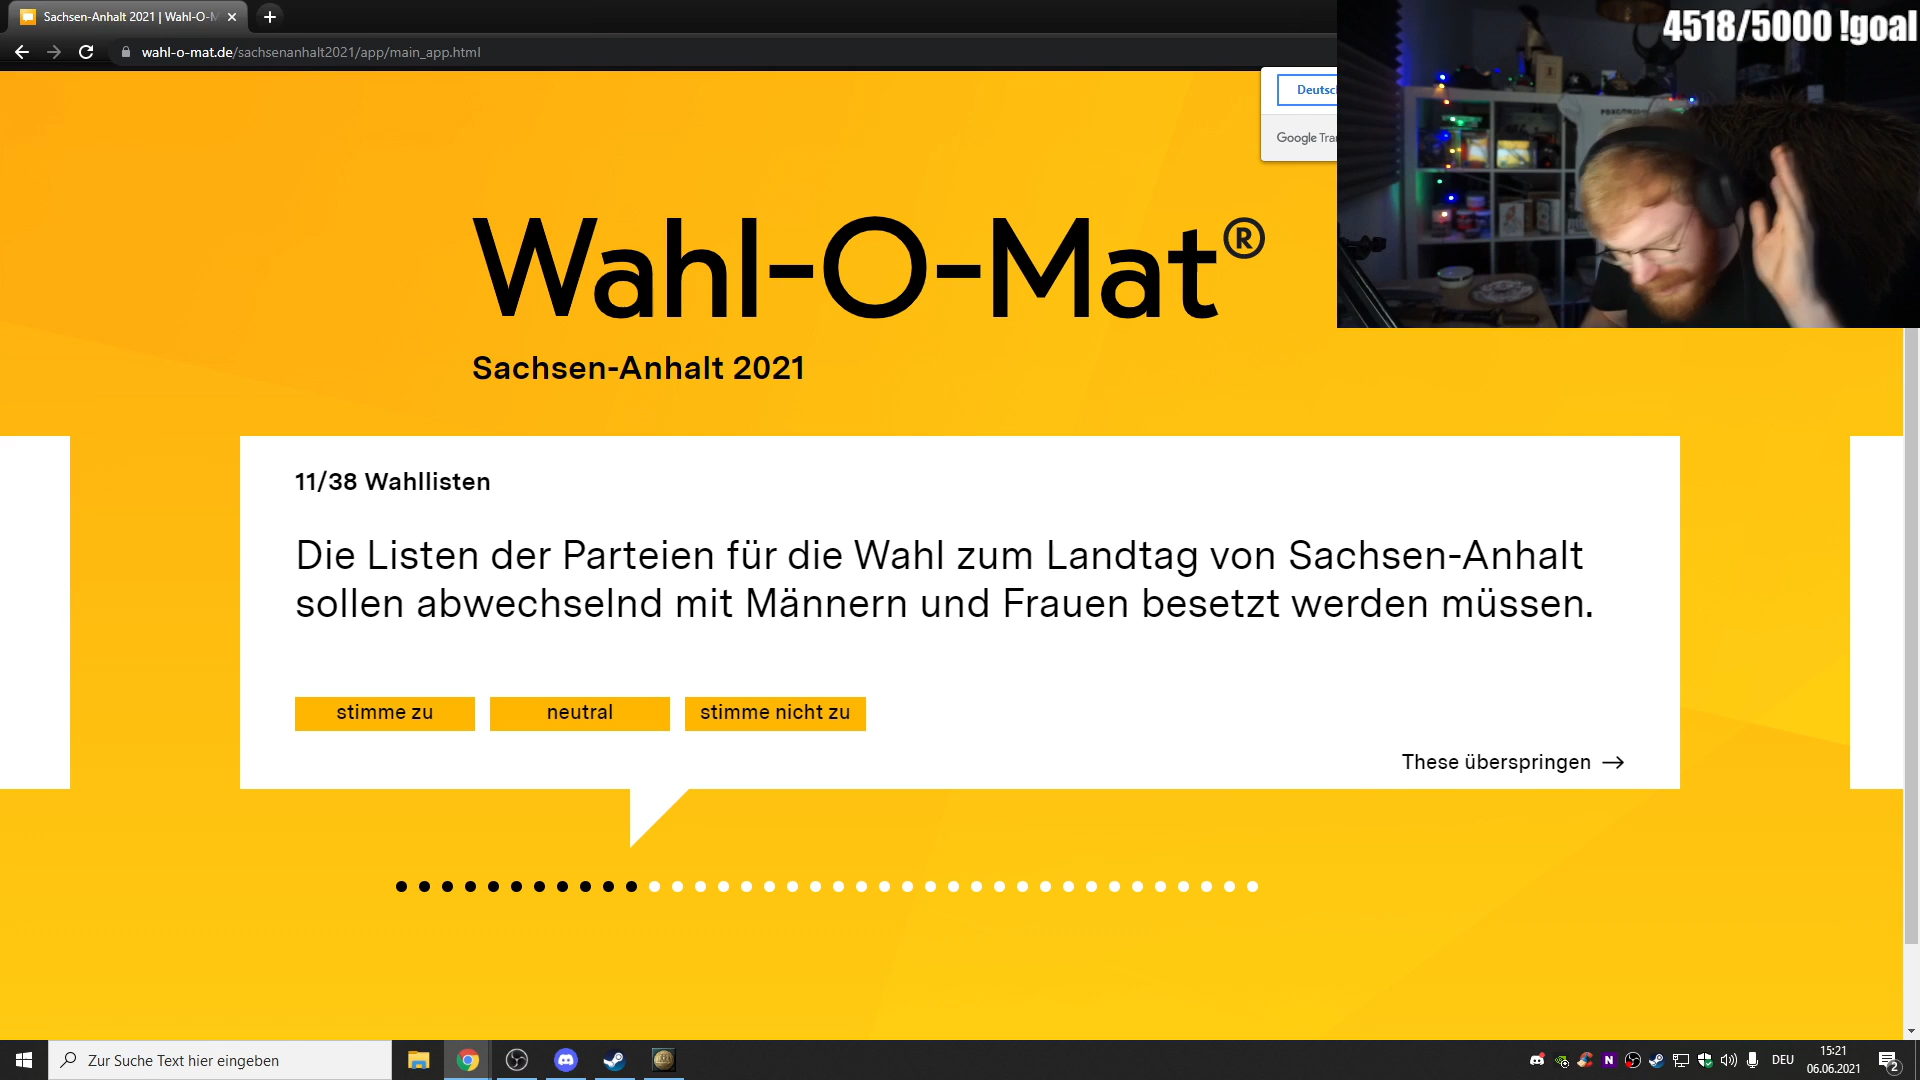 Sachsen-Anhalt 2021 | Wahl-O-M
4518/5000 !goal
wahl-o-mat.de/sachsenanhalt2021/app/main_app.html
Deutsc
Google Tra
Wahl-O-Mat®
Sachsen-Anhalt 2021
11/38 Wahllisten
Die Listen der Parteien für die Wahl zum Landtag von Sachsen-Anhalt
sollen abwechselnd mit Männern und Frauen besetzt werden müssen.
stimme zu
neutral
stimme nicht zu
These überspringen →
Zur Suche Text hier eingeben
DEU
15:21
06.06.2021
2